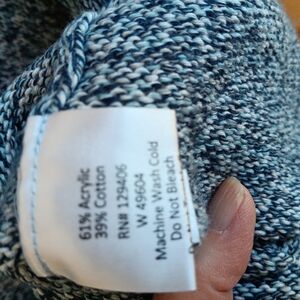 61% Acrylic
39% Cotton
RN# 129406
W 49604
Machine Wash Cold
Do Not Bleach